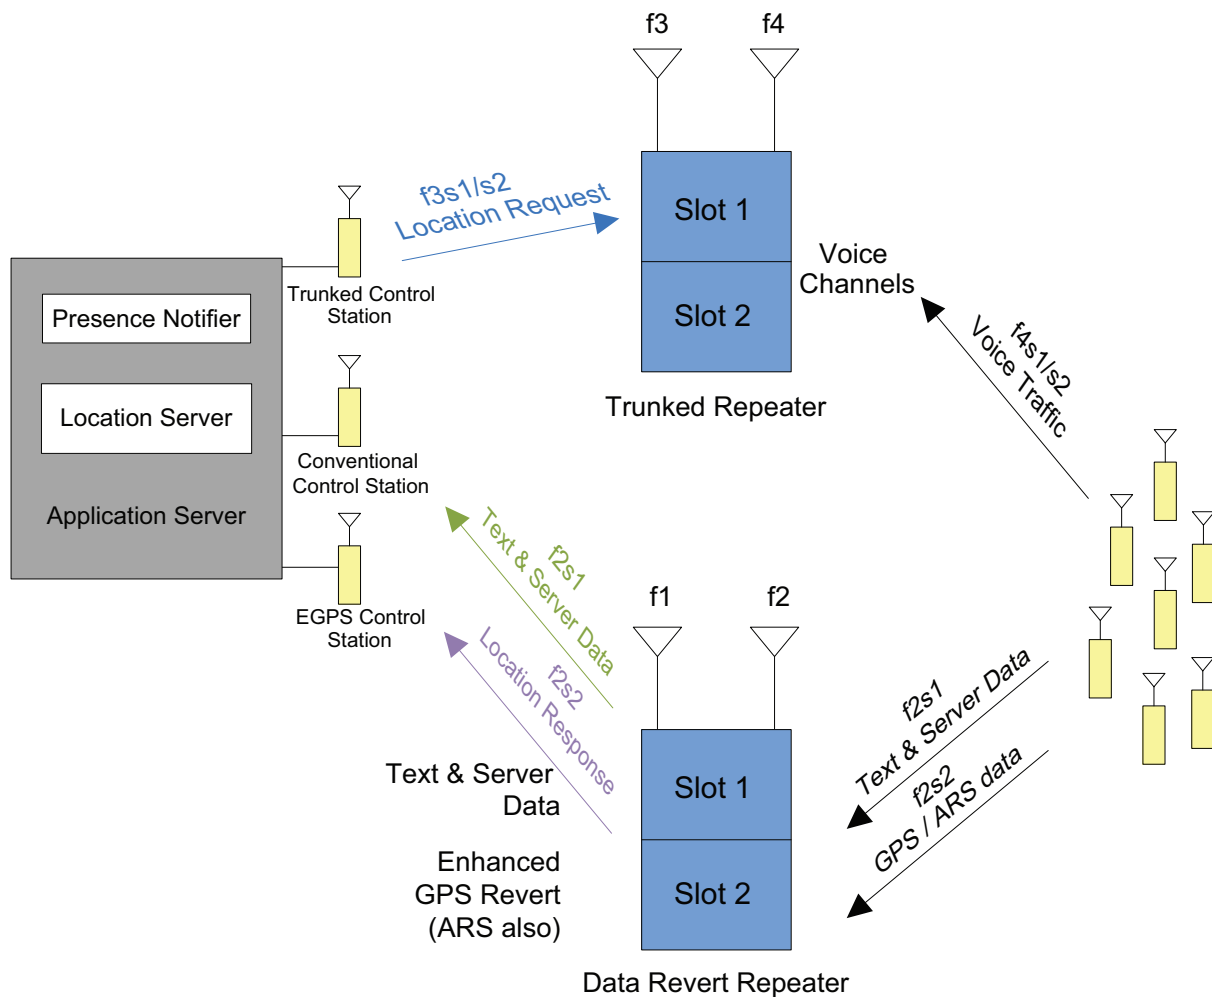 f3
f4
f3s1/s2
Location Request
Slot 1
Slot 2
Voice
Channels
Trunked Repeater
f4s1/s2
Voice Traffic
Trunked Control
Station
Presence Notifier
Location Server
Application Server
Conventional
Control Station
EGPS Control
Station
f2s1
Text & Server Data
f2s2
Location Response
f1
f2
Text & Server
Data
Enhanced
GPS Revert
(ARS also)
Slot 1
Slot 2
Data Revert Repeater
f2s1
Text & Server Data
f2s2
GPS / ARS data